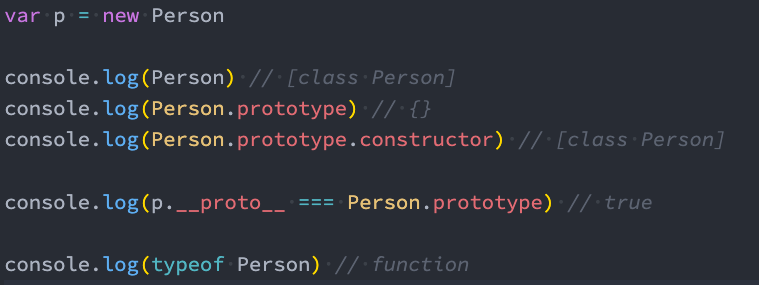 var p = new Person
console.log(Person) // [class Person]
console.log(Person.prototype) // {}
console.log(Person.prototype.constructor) // [class Person]
console.log(p.__proto__ === Person.prototype) // true
console.log(typeof Person) // function